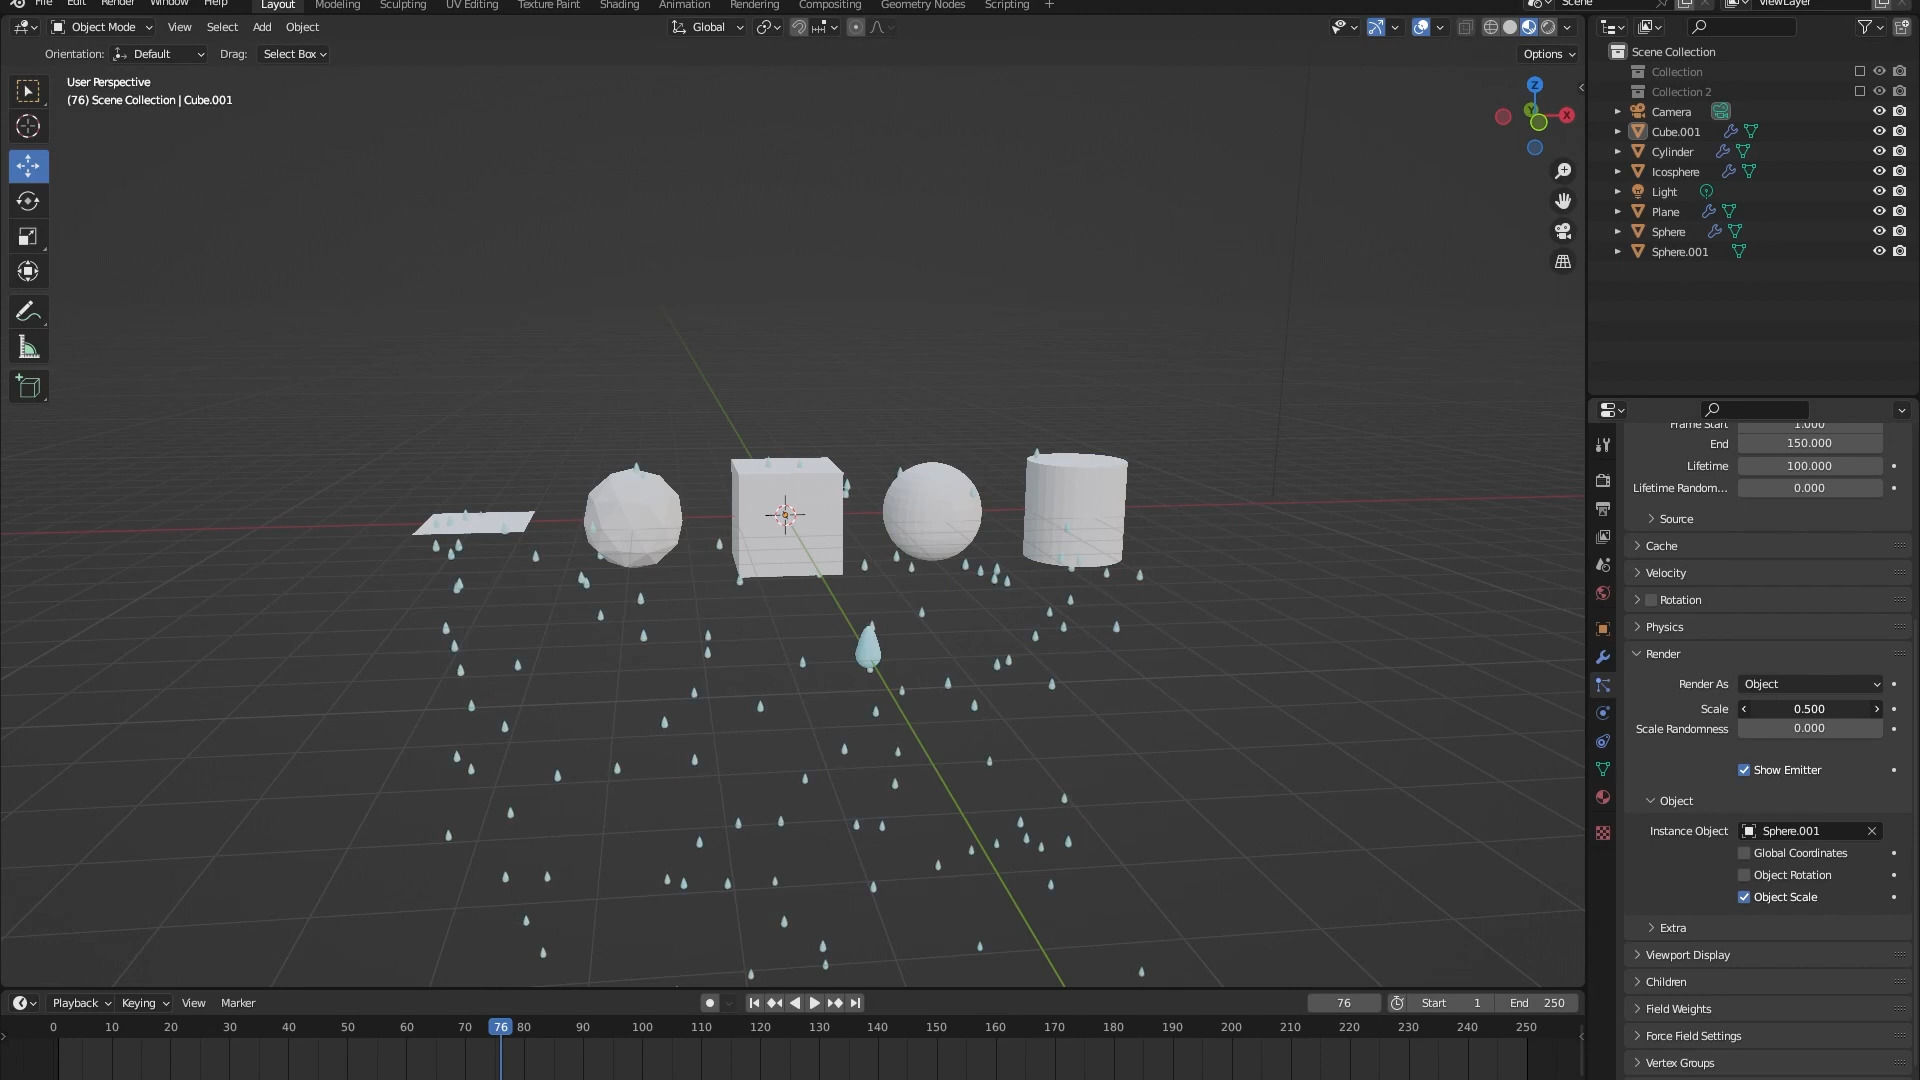 File Edit Render Window Help Layout Modeling Sculpting UV Editing Texture Paint Shading Animation Rendering Compositing Geometry Nodes Scripting + Scene ViewLayer
Object Mode View Select Add Object Global
Orientation: Default Drag: Select Box Options
User Perspective
(76) Scene Collection | Cube.001
Z
Y
X
Scene Collection
Collection
Collection 2
Camera
Cube.001
Cylinder
Icosphere
Light
Plane
Sphere
Sphere.001
Frame Start 1.000
End 150.000
Lifetime 100.000
Lifetime Random... 0.000
Source
Cache
Velocity
Rotation
Physics
Render
Render As Object
Scale 0.500
Scale Randomness 0.000
Show Emitter
Object
Instance Object Sphere.001
Global Coordinates
Object Rotation
Object Scale
Extra
Viewport Display
Children
Field Weights
Force Field Settings
Vertex Groups
Playback Keying View Marker 76 Start 1 End 250
0 10 20 30 40 50 60 70 76 80 90 100 110 120 130 140 150 160 170 180 190 200 210 220 230 240 250